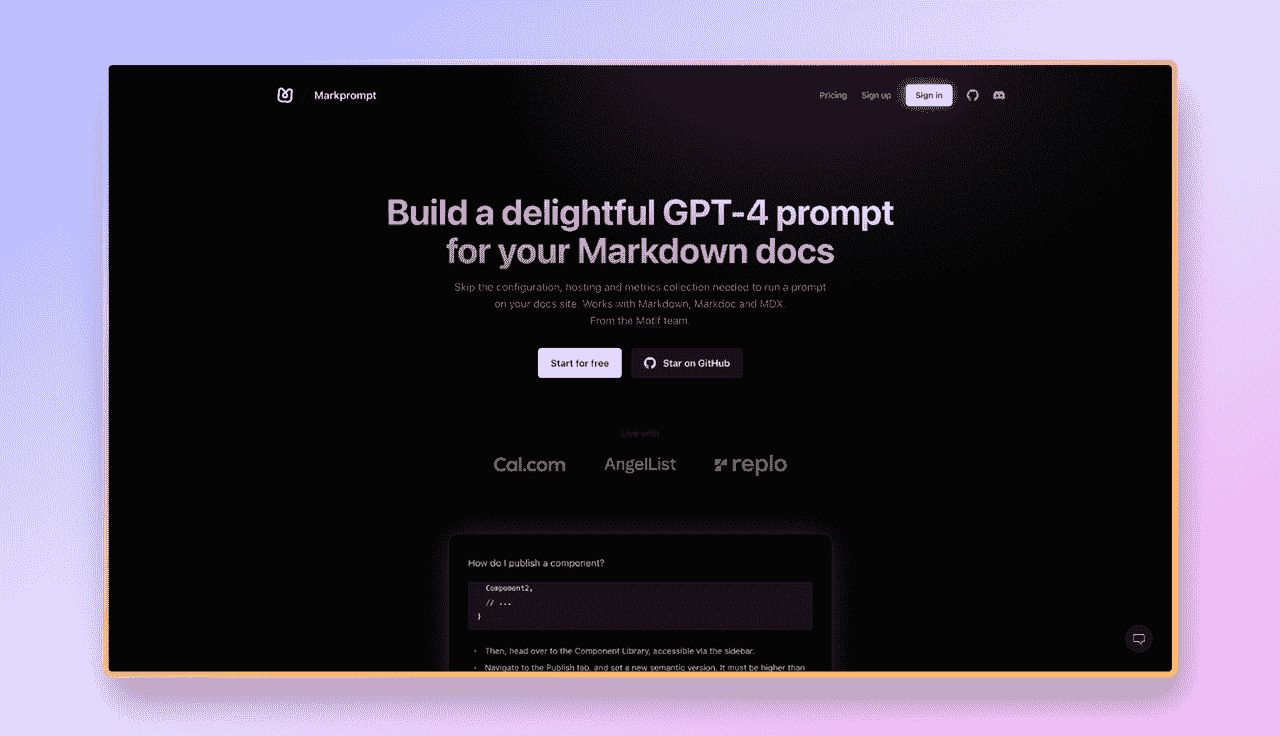 Markprompt
Pricing
Sign up
Sign in
Build a delightful GPT-4 prompt
for your Markdown docs
Skip the configuration, hosting and metrics collection needed to run a prompt
on your docs site. Works with Markdown, Markdoc and MDX.
From the Motif team.
Start for free
Star on GitHub
Live with
Cal.com
AngelList
replo
How do I publish a component?
Component2,
// ...
}
• Then, head over to the Component Library, accessible via the sidebar.
• Navigate to the Publish tab, and set a new semantic version. It must be higher than